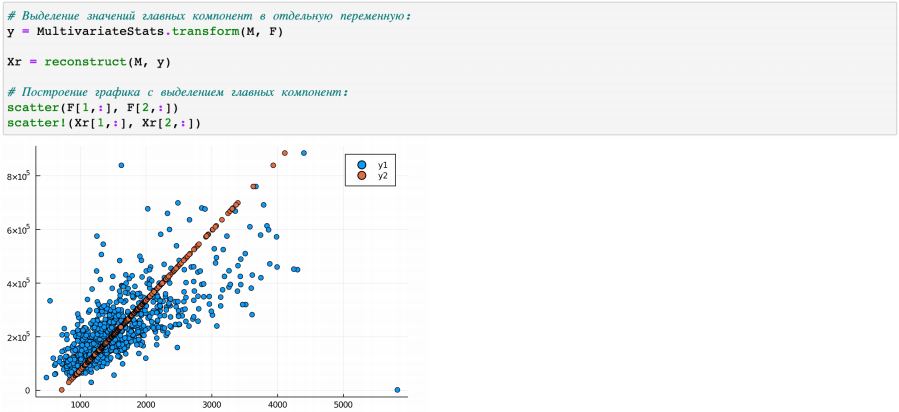 # Выделение значений главных компонент в отдельную переменную:
y = MultivariateStats.transform(M, F)
Xr = reconstruct(M, y)
# Построение графика с выделением главных компонент:
scatter(F[1,:], F[2,:])
scatter!(Xr[1,:], Xr[2,:])
y1
y2
8×10⁵
6×10⁵
4×10⁵
2×10⁵
0
1000 2000 3000 4000 5000